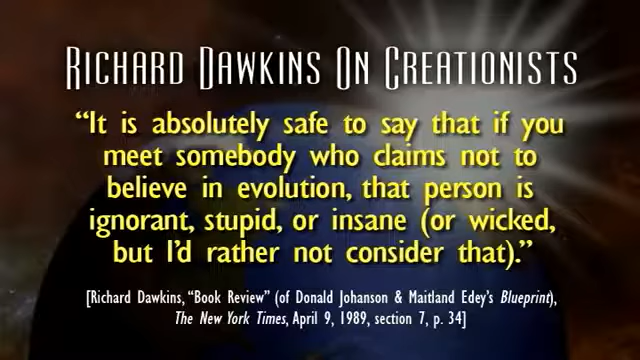 Richard Dawkins On Creationists
“It is absolutely safe to say that if you
meet somebody who claims not to
believe in evolution, that person is
ignorant, stupid, or insane (or wicked,
but I’d rather not consider that).”
[Richard Dawkins, “Book Review” (of Donald Johanson & Maitland Edey’s Blueprint),
The New York Times, April 9, 1989, section 7, p. 34]